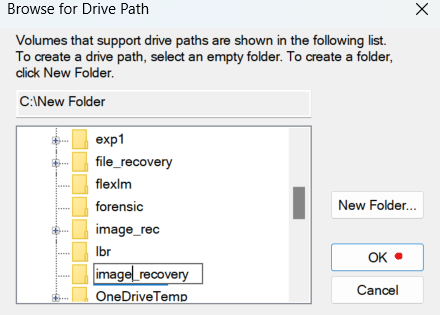 Browse for Drive Path
Volumes that support drive paths are shown in the following list.
To create a drive path, select an empty folder. To create a folder,
click New Folder.
C:\New Folder
exp1
file_recovery
flexlm
forensic
image_rec
lbr
image_recovery
OneDriveTemp
New Folder...
OK
Cancel